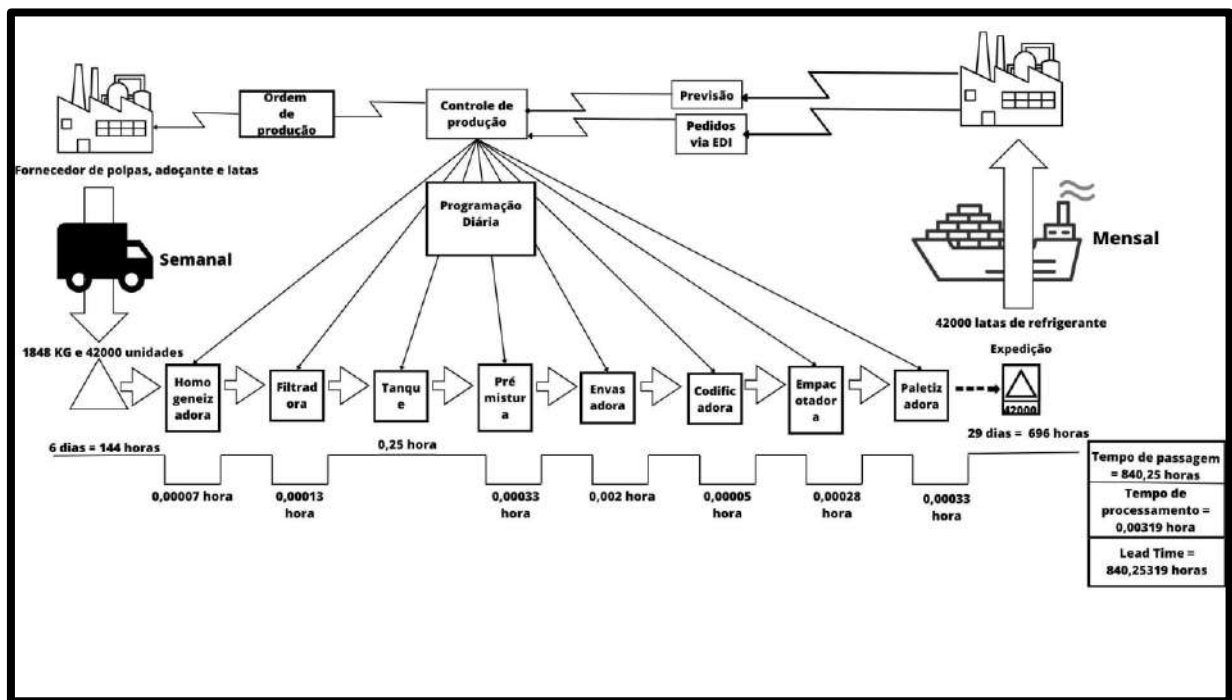 Ordem
de
produção
Controle de
produção
Previsão
Pedidos
via EDI
Fornecedor de polpas, adoçante e latas
Programação
Diária
Semanal
Mensal
1848 KG e 42000 unidades
42000 latas de refrigerante
Expedição
Homo
geneiz
adora
Filtrad
ora
Tanqu
e
Pré
mistur
a
Envas
adora
Codific
adora
Empac
otador
a
Paletiz
adora
42000
6 dias = 144 horas
0,25 hora
29 dias = 696 horas
0,00007 hora
0,00013
hora
0,00033
hora
0,002 hora
0,00005
hora
0,00028
hora
0,00033
hora
Tempo de passagem
= 840,25 horas
Tempo de
processamento =
0,00319 hora
Lead Time =
840,25319 horas